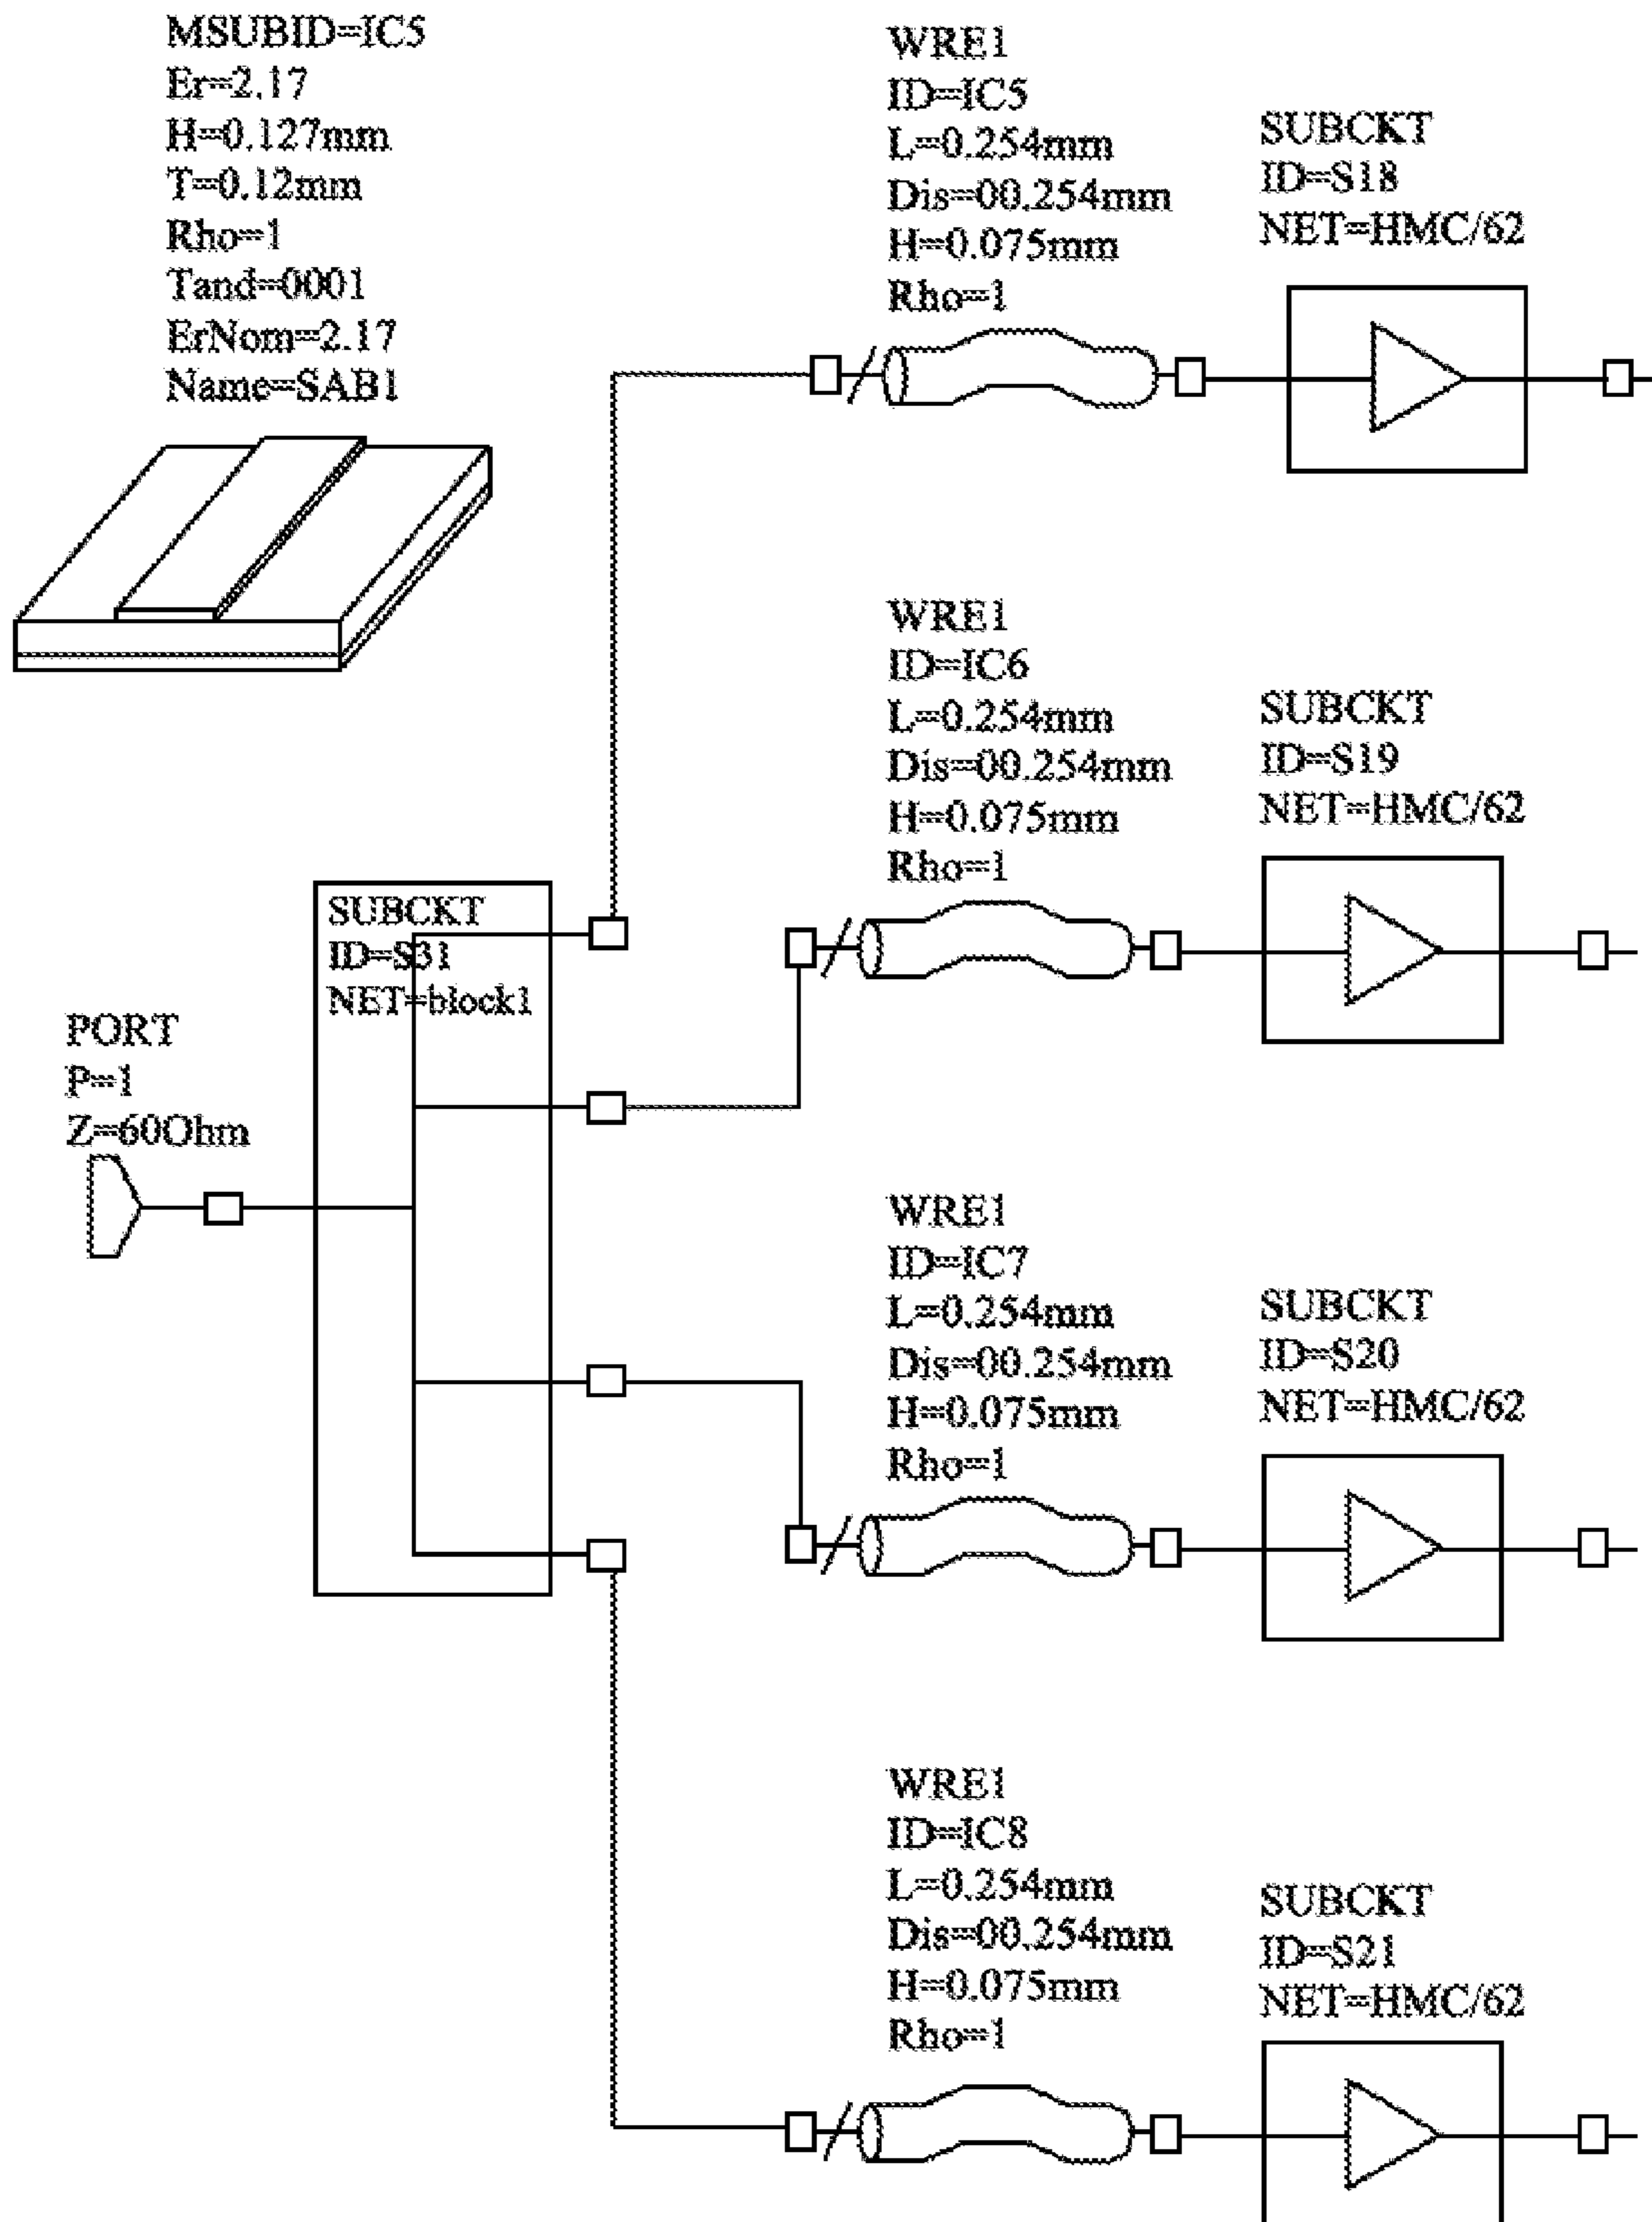 MSUBID=IC5
Er=2.17
H=0.127mm
T=0.12mm
Rho=1
Tand=0001
ErNom=2.17
Name=SAB1
WRE1
ID=IC5
L=0.254mm
Dis=00.254mm
H=0.075mm
Rho=1
SUBCKT
ID=S18
NET=HMC/62
WRE1
ID=IC6
L=0.254mm
Dis=00.254mm
H=0.075mm
Rho=1
SUBCKT
ID=S19
NET=HMC/62
SUBCKT
ID=S31
NET=block1
PORT
P=1
Z=60Ohm
WRE1
ID=IC7
L=0.254mm
Dis=00.254mm
H=0.075mm
Rho=1
SUBCKT
ID=S20
NET=HMC/62
WRE1
ID=IC8
L=0.254mm
Dis=00.254mm
H=0.075mm
Rho=1
SUBCKT
ID=S21
NET=HMC/62